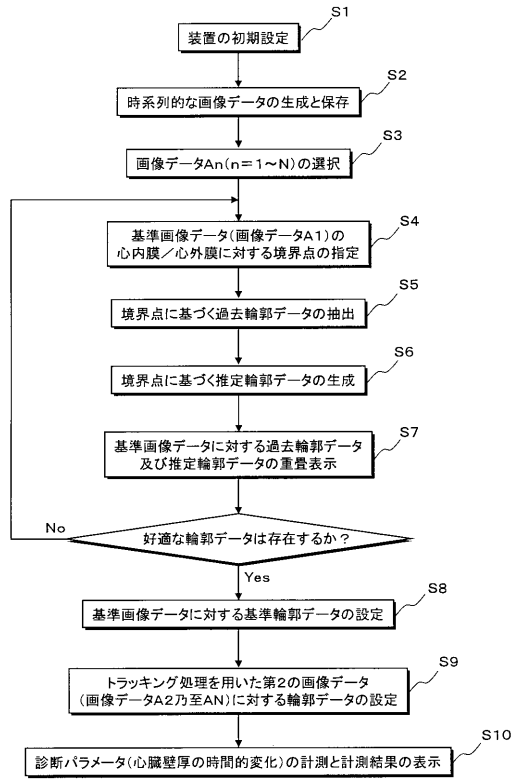 S1
装置の初期設定
S2
時系列的な画像データの生成と保存
S3
画像データAn(n=1~N)の選択
S4
基準画像データ(画像データA1)の
心内膜/心外膜に対する境界点の指定
S5
境界点に基づく過去輪郭データの抽出
S6
境界点に基づく推定輪郭データの生成
S7
基準画像データに対する過去輪郭データ
及び推定輪郭データの重畳表示
No
好適な輪郭データは存在するか?
Yes
S8
基準画像データに対する基準輪郭データの設定
S9
トラッキング処理を用いた第2の画像データ
(画像データA2乃至AN)に対する輪郭データの設定
S10
診断パラメータ(心臓壁厚の時間的変化)の計測と計測結果の表示